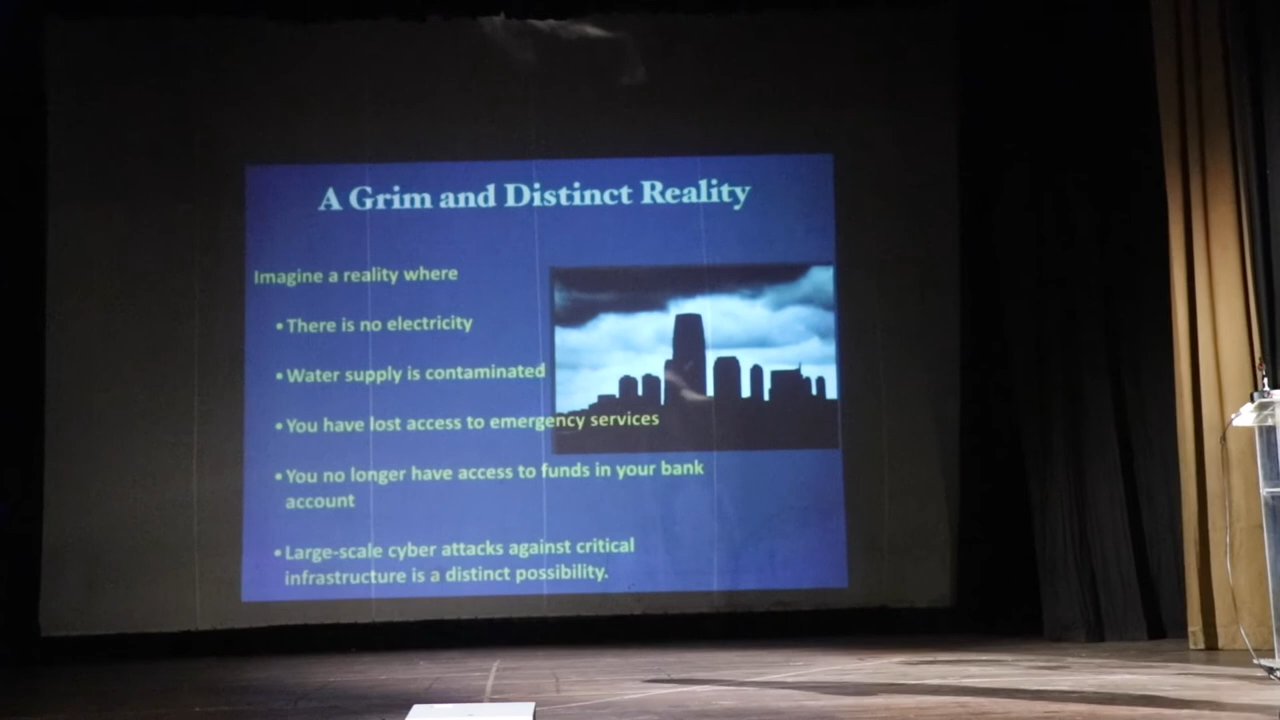 A Grim and Distinct Reality
Imagine a reality where
• There is no electricity
• Water supply is contaminated
• You have lost access to emergency services
• You no longer have access to funds in your bank
account
• Large-scale cyber attacks against critical
infrastructure is a distinct possibility.